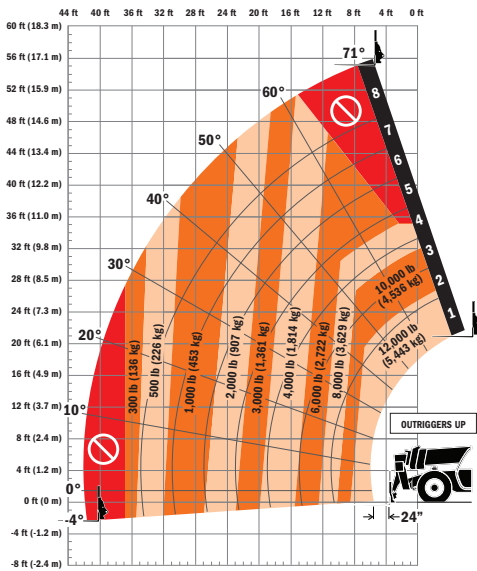 44 ft 40 ft 36 ft 32 ft 28 ft 24 ft 20 ft 16 ft 12 ft 8 ft 4 ft 0 ft
60 ft (18.3 m)
56 ft (17.1 m)
52 ft (15.9 m)
48 ft (14.6 m)
44 ft (13.4 m)
40 ft (12.2 m)
36 ft (11.0 m)
32 ft (9.8 m)
28 ft (8.5 m)
24 ft (7.3 m)
20 ft (6.1 m)
16 ft (4.9 m)
12 ft (3.7 m)
8 ft (2.4 m)
4 ft (1.2 m)
0 ft (0 m)
-4 ft (-1.2 m)
-8 ft (-2.4 m)
71°
60°
50°
40°
30°
20°
10°
0°
-4°
8
7
6
5
4
3
2
1
300 lb (136 kg)
500 lb (226 kg)
1,000 lb (453 kg)
2,000 lb (907 kg)
3,000 lb (1,361 kg)
4,000 lb (1,814 kg)
6,000 lb (2,722 kg)
8,000 lb (3,629 kg)
10,000 lb
(4,536 kg)
12,000 lb
(5,443 kg)
OUTRIGGERS UP
24"